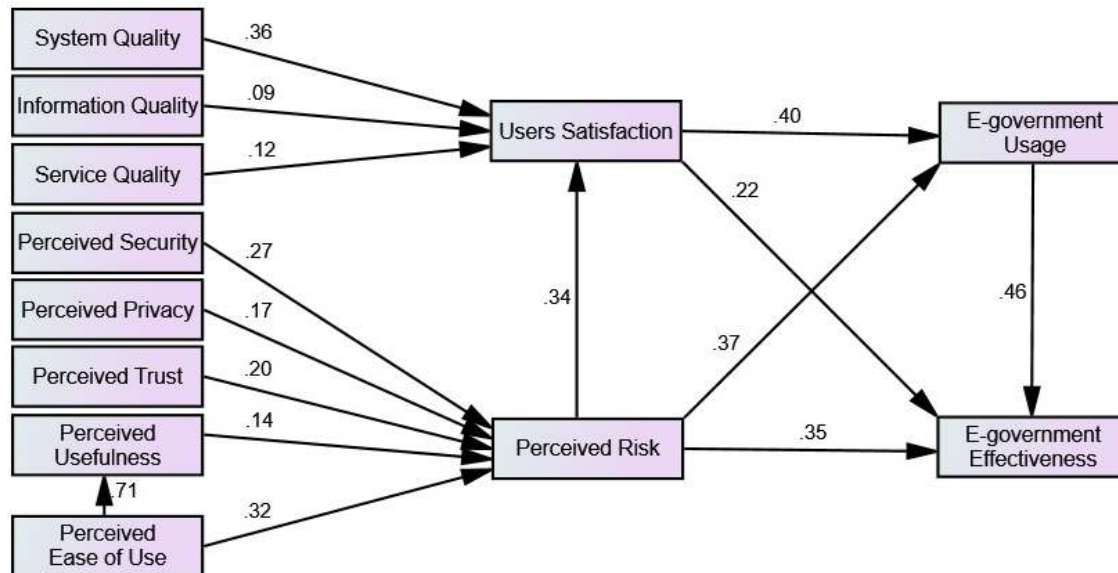 System Quality
.36
Information Quality
.09
Users Satisfaction
.40
E-government
Usage
Service Quality
.12
.22
Perceived Security
.27
Perceived Privacy
.17
.34
.46
.37
Perceived Trust
.20
Perceived
Usefulness
.14
Perceived Risk
.35
E-government
Effectiveness
.71
Perceived
Ease of Use
.32